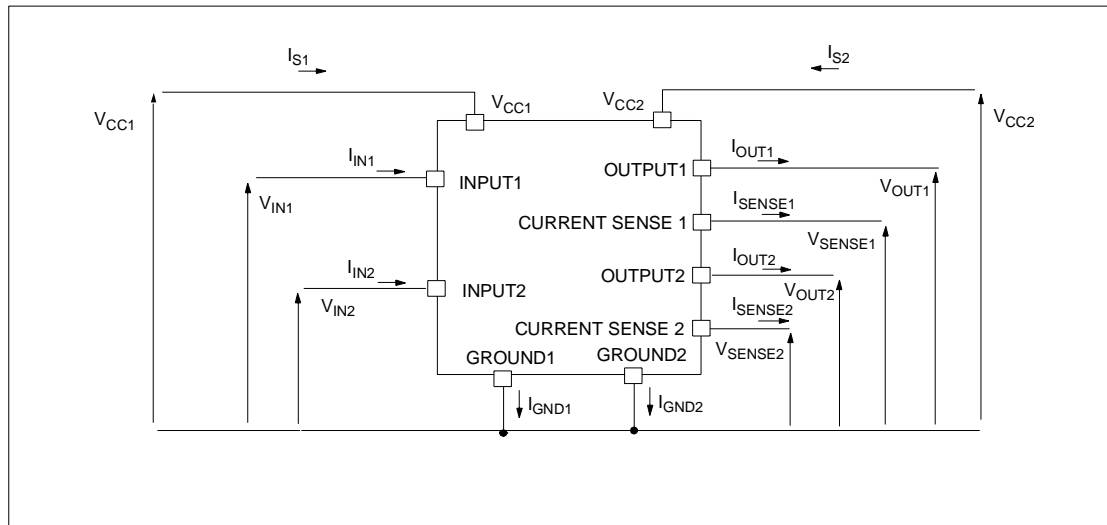 I_S1
I_S2
V_CC1
V_CC2
V_CC1
V_CC2
I_IN1
INPUT1
OUTPUT1
I_OUT1
V_IN1
V_OUT1
I_SENSE1
CURRENT SENSE 1
V_SENSE1
I_IN2
INPUT2
OUTPUT2
I_OUT2
V_IN2
V_OUT2
I_SENSE2
CURRENT SENSE 2
V_SENSE2
GROUND1
GROUND2
I_GND1
I_GND2